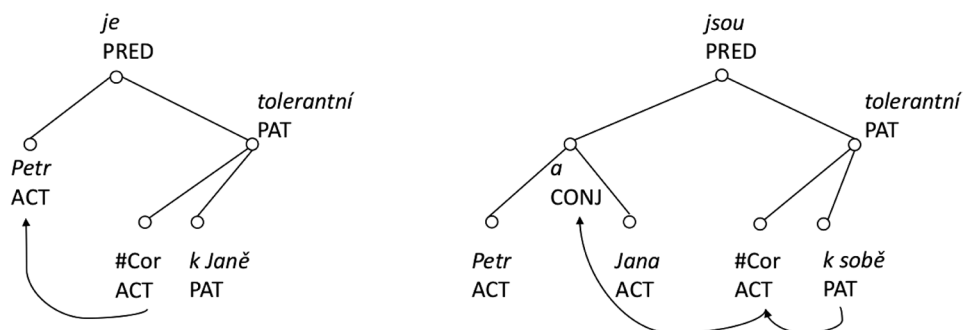 je
PRED
tolerantní
PAT
Petr
ACT
#Cor
ACT
k Janě
PAT
jsou
PRED
tolerantní
PAT
a
CONJ
Petr
ACT
Jana
ACT
#Cor
ACT
k sobě
PAT